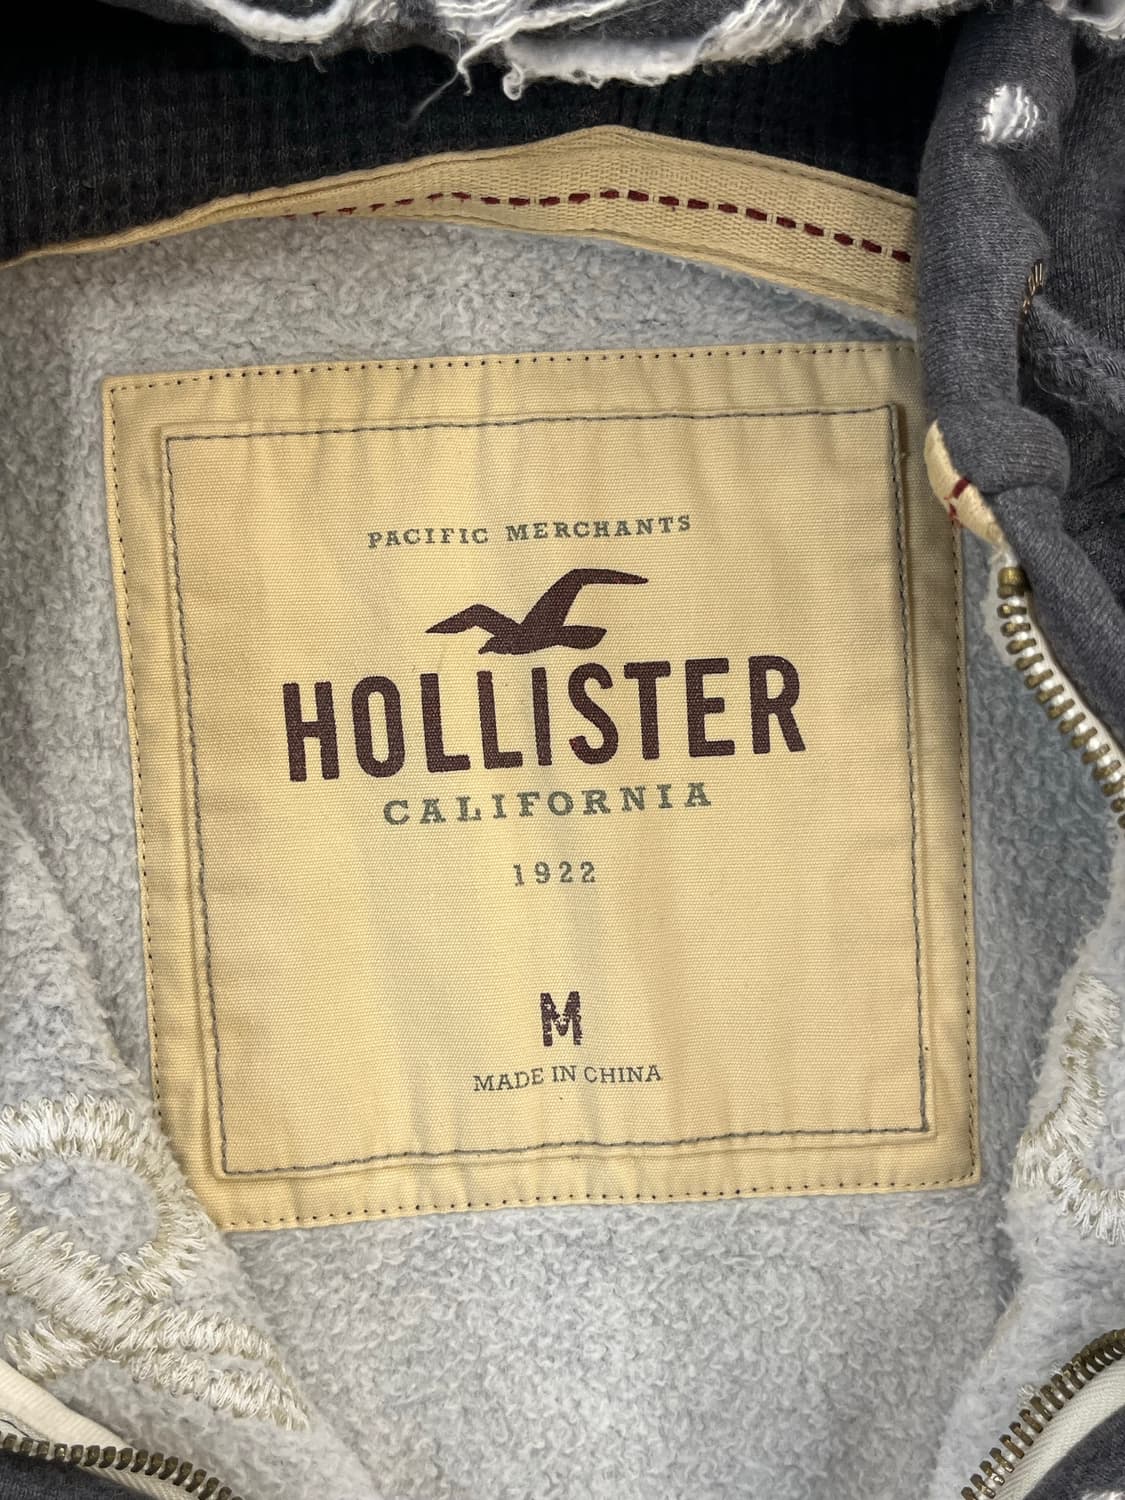 PACIFIC MERCHANTS
HOLLISTER
CALIFORNIA
1922
M
MADE IN CHINA